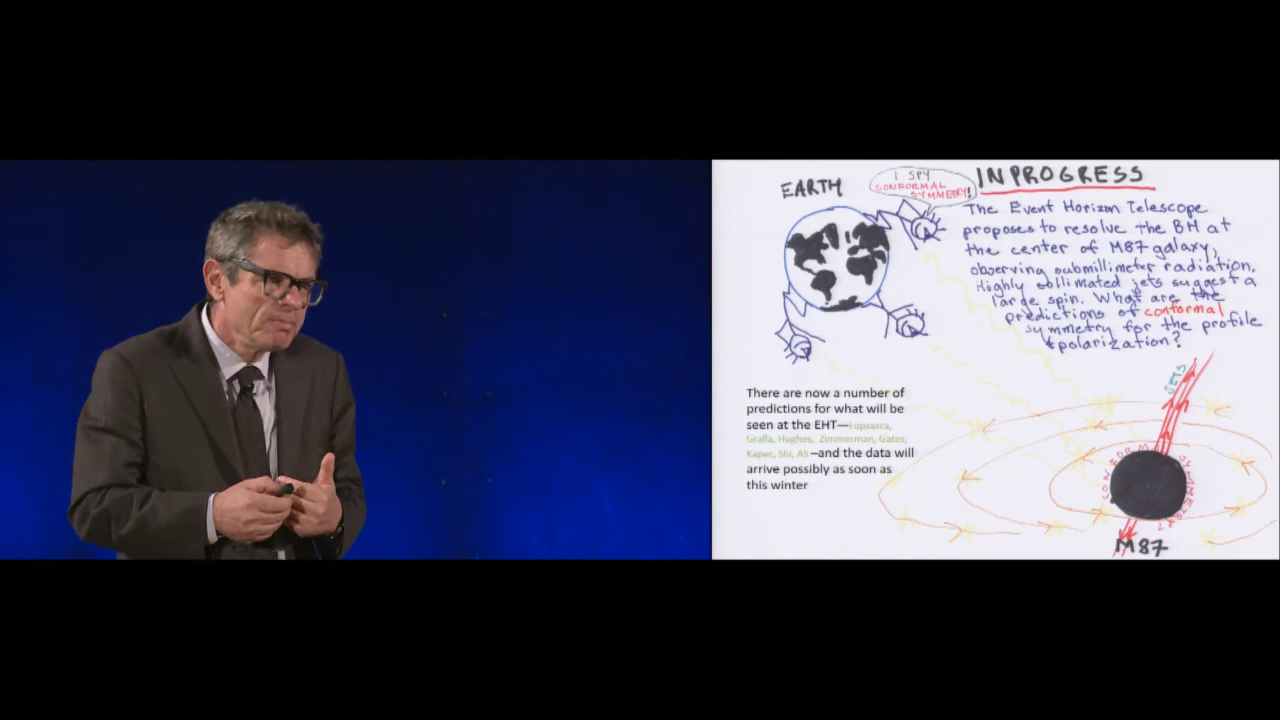 EARTH
I SPY
CONFORMAL
SYMMETRY!
IN PROGRESS
The Event Horizon Telescope
proposes to resolve the BH at
the center of M87 galaxy,
observing submillimeter radiation.
Highly collimated jets suggest a
large spin. What are the
predictions of conformal
symmetry for the profile
& polarization?
There are now a number of
predictions for what will be
seen at the EHT—Lupsasca,
Gralla, Hughes, Zimmerman, Gates,
Kapec, Shi, AS —and the data will
arrive possibly as soon as
this winter
JETS
CONFORMAL SYMMETRY?
M87